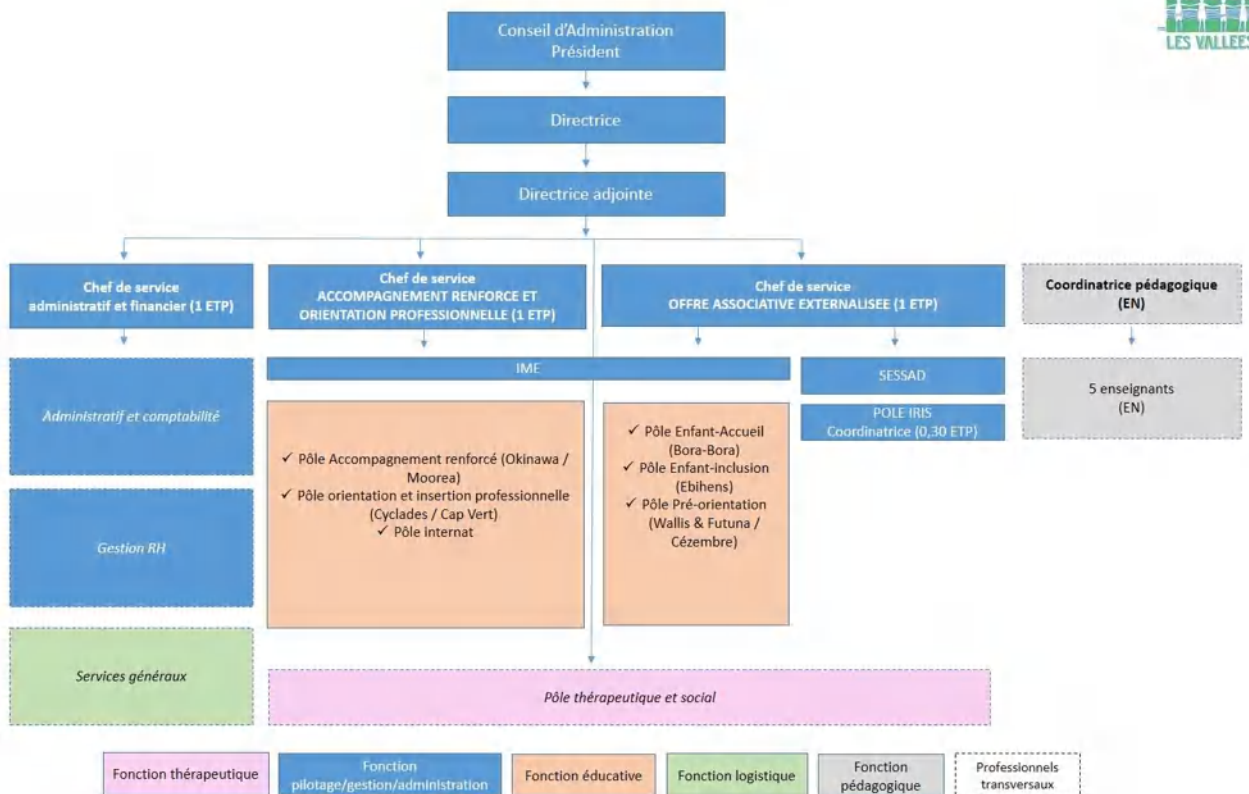 Conseil d'Administration
Président
LES VALLEES
Directrice
Directrice adjointe
Chef de service
administratif et financier (1 ETP)
Chef de service
ACCOMPAGNEMENT RENFORCE ET
ORIENTATION PROFESSIONNELLE (1 ETP)
Chef de service
OFFRE ASSOCIATIVE EXTERNALISEE (1 ETP)
Coordinatrice pédagogique
(EN)
IME
SESSAD
POLE IRIS
Coordinatrice (0,30 ETP)
5 enseignants
(EN)
Administratif et comptabilité
✓ Pôle Accompagnement renforcé (Okinawa /
Moorea)
✓ Pôle orientation et insertion professionnelle
(Cyclades / Cap Vert)
✓ Pôle internat
✓ Pôle Enfant-Accueil
(Bora-Bora)
✓ Pôle Enfant-inclusion
(Ebihens)
✓ Pôle Pré-orientation
(Wallis & Futuna /
Cézembre)
Gestion RH
Services généraux
Pôle thérapeutique et social
Fonction thérapeutique
Fonction
pilotage/gestion/administration
Fonction éducative
Fonction logistique
Fonction
pédagogique
Professionnels
transversaux